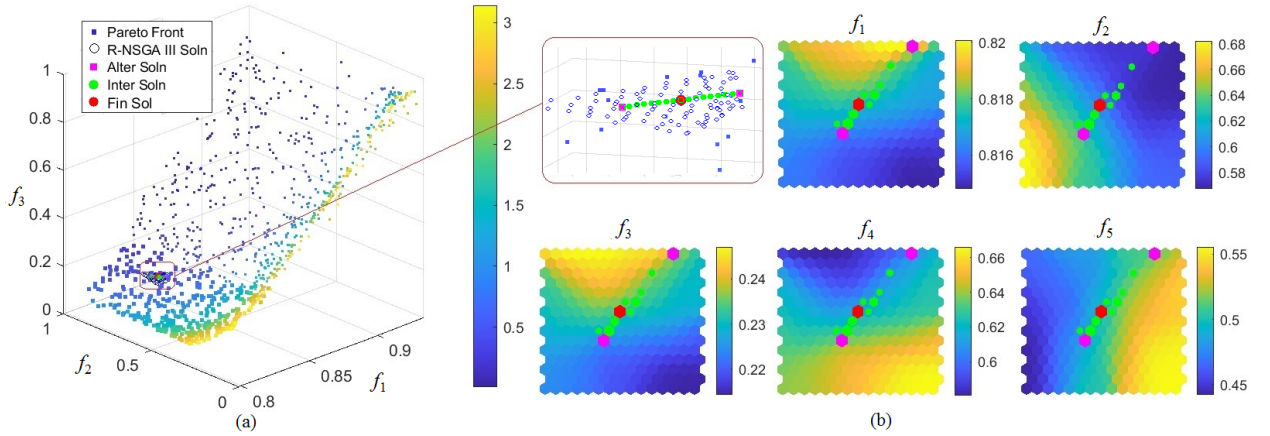 Pareto Front
R-NSGA III Soln
Alter Soln
Inter Soln
Fin Sol
1
0.8
0.6
0.4
0.2
0
f3
1
0.5
0
f2
0.8
0.85
0.9
f1
(a)
3
2.5
2
1.5
1
0.5
f1
0.82
0.818
0.816
f2
0.68
0.66
0.64
0.62
0.6
0.58
f3
0.24
0.23
0.22
f4
0.66
0.64
0.62
0.6
f5
0.55
0.5
0.45
(b)